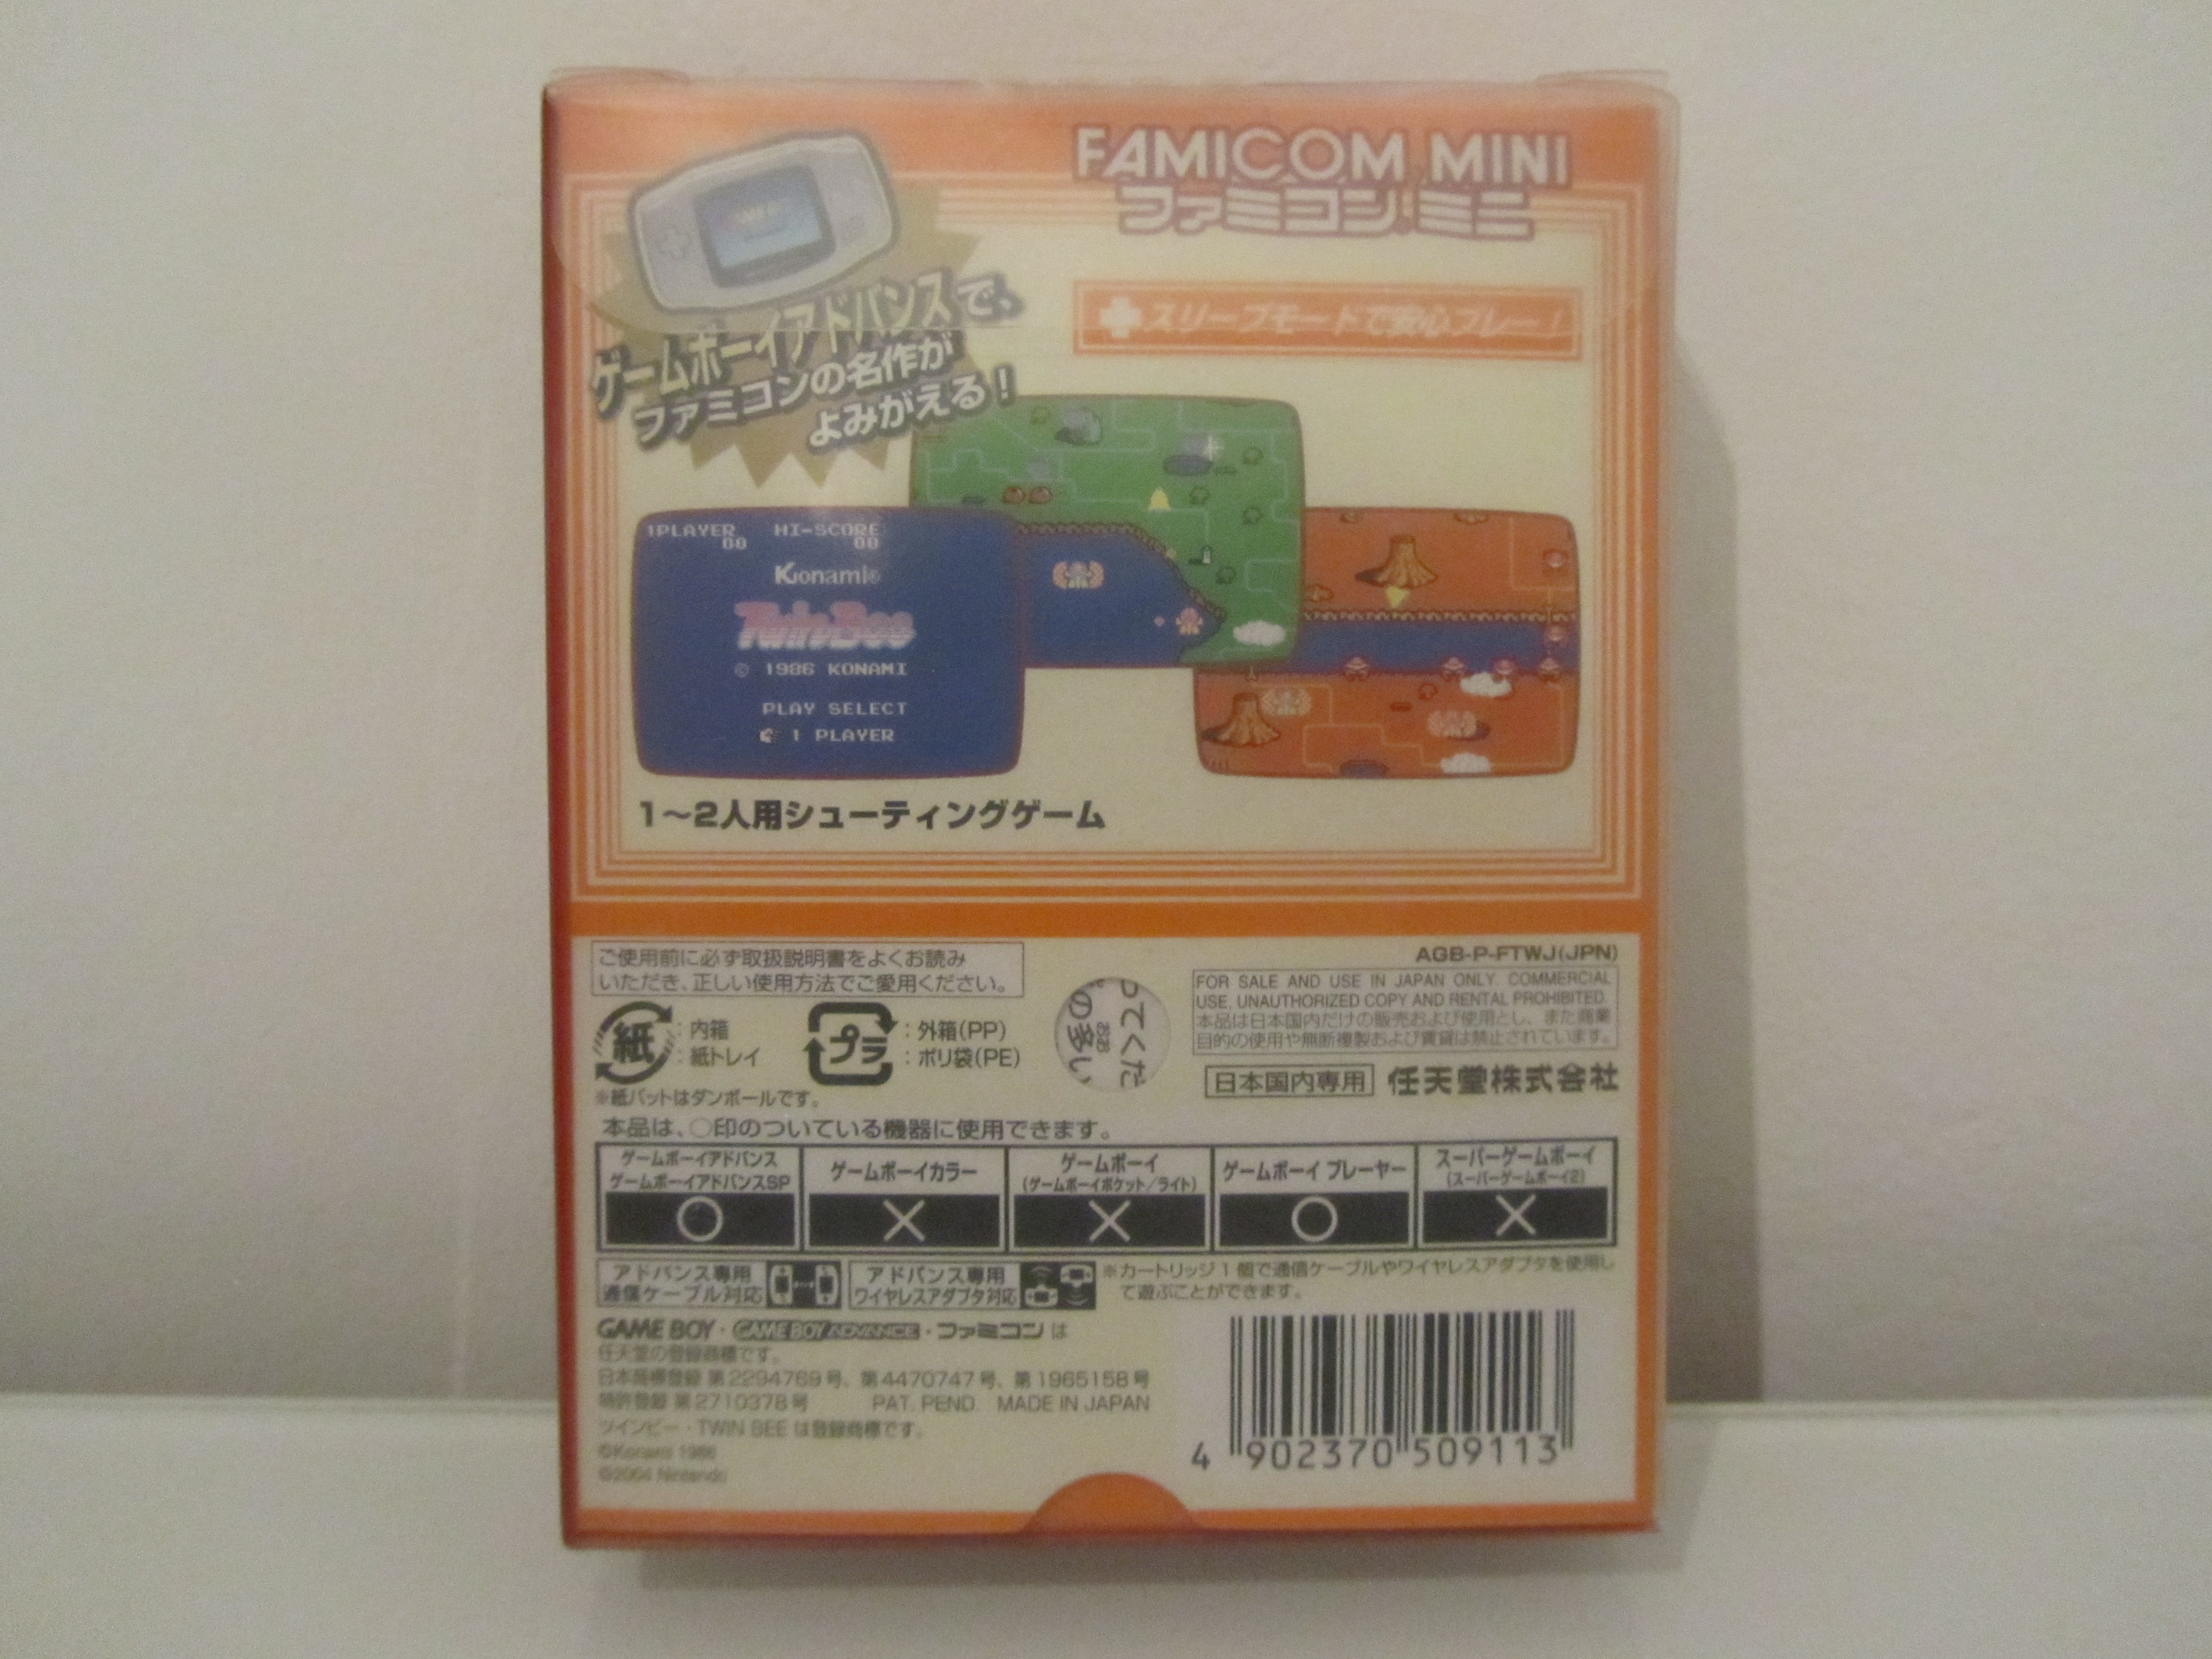 FAMICOM MINI
ファミコンミニ
ゲームボーイアドバンスで、
ファミコンの名作が
よみがえる!
スリープモードで安心プレー!
1PLAYER HI-SCORE
00 00
Konami®
TwinBee
© 1986 KONAMI
PLAY SELECT
1 PLAYER
1〜2人用シューティングゲーム
ご使用前に必ず取扱説明書をよくお読み
いただき、正しい使用方法でご愛用ください。
紙 : 内箱
: 紙トレイ
プラ : 外箱(PP)
: ポリ袋(PE)
※紙パットはダンボールです。
ってくだ
の多い
AGB-P-FTWJ(JPN)
FOR SALE AND USE IN JAPAN ONLY. COMMERCIAL
USE, UNAUTHORIZED COPY AND RENTAL PROHIBITED.
本品は日本国内だけの販売および使用とし、また商業
目的の使用や無断複製および賃貸は禁止されています。
日本国内専用 任天堂株式会社
本品は、○印のついている機器に使用できます。
ゲームボーイアドバンス
ゲームボーイアドバンスSP
○
ゲームボーイカラー
×
ゲームボーイ
(ゲームボーイポケット/ライト)
×
ゲームボーイ プレーヤー
○
スーパーゲームボーイ
(スーパーゲームボーイ2)
×
アドバンス専用
通信ケーブル対応
アドバンス専用
ワイヤレスアダプタ対応
※カートリッジ1個で通信ケーブルやワイヤレスアダプタを使用し
て遊ぶことができます。
GAME BOY・GAME BOY ADVANCE・ファミコン は
任天堂の登録商標です。
日本商標登録 第2294769号、第4470747号、第1965158号
特許登録 第2710378号 PAT. PEND. MADE IN JAPAN
ツインビー・TWIN BEE は登録商標です。
©Konami 1986
©2004 Nintendo
4 902370 509113